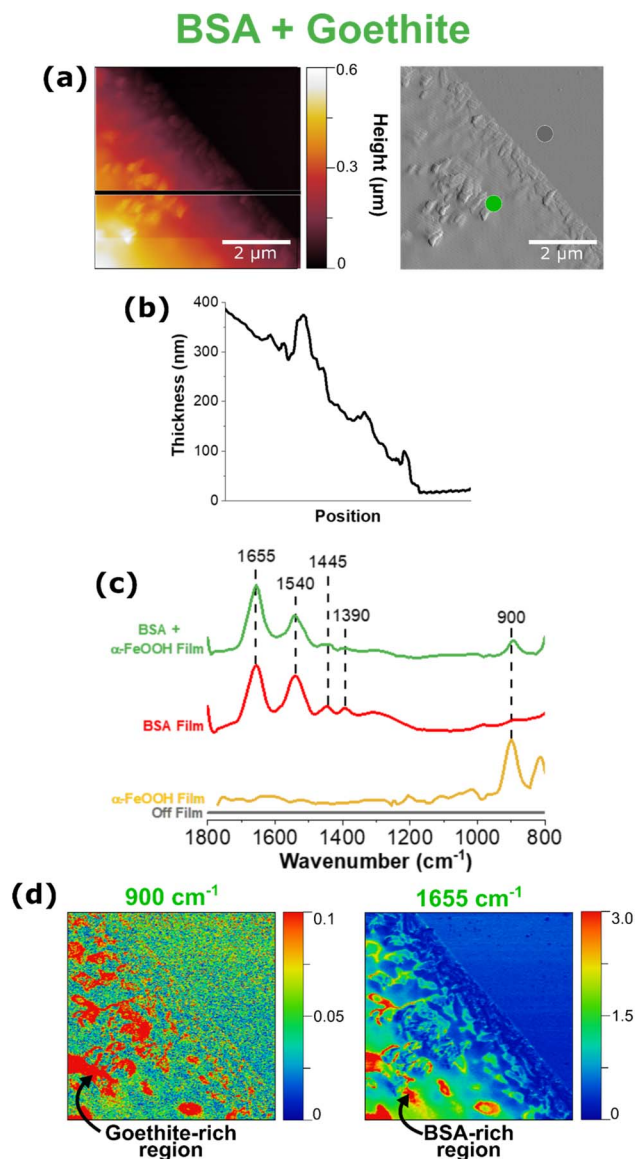 BSA + Goethite
(a)
0.6
0.3
0
Height (µm)
2 µm
2 µm
(b)
Thickness (nm)
400
300
200
100
0
Position
(c)
1655
1540
1445
1390
900
BSA +
α-FeOOH Film
BSA Film
α-FeOOH Film
Off Film
1800 1600 1400 1200 1000 800
Wavenumber (cm⁻¹)
(d)
900 cm⁻¹
0.1
0.05
0
Goethite-rich
region
1655 cm⁻¹
3.0
1.5
0
BSA-rich
region